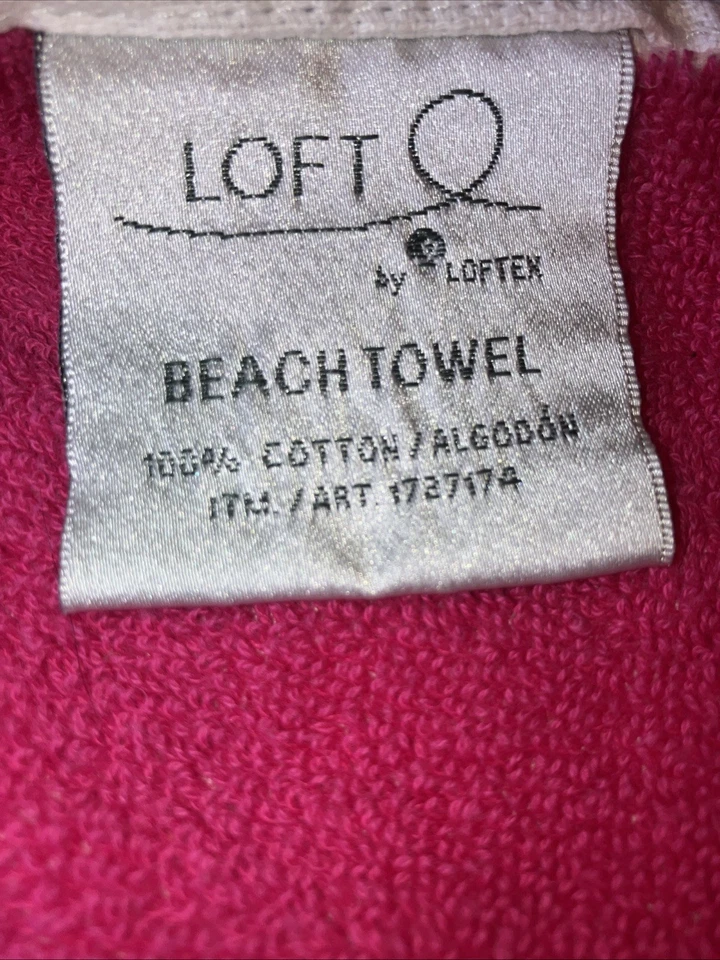 LOFT
by LOFTEX
BEACH TOWEL
100% COTTON / ALGODÓN
ITM. / ART. 1727174